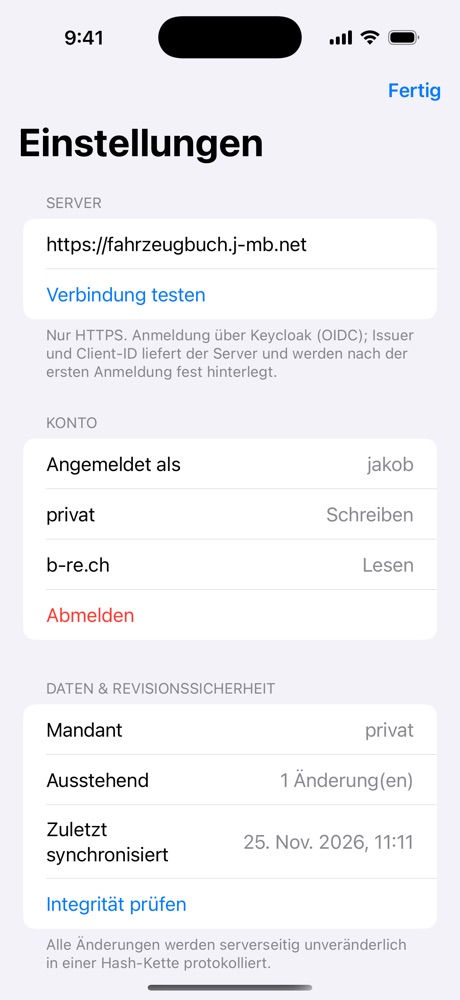 9:41
Fertig
Einstellungen
SERVER
https://fahrzeugbuch.j-mb.net
Verbindung testen
Nur HTTPS. Anmeldung über Keycloak (OIDC); Issuer
und Client-ID liefert der Server und werden nach der
ersten Anmeldung fest hinterlegt.
KONTO
Angemeldet als jakob
privat Schreiben
b-re.ch Lesen
Abmelden
DATEN & REVISIONSSICHERHEIT
Mandant privat
Ausstehend 1 Änderung(en)
Zuletzt
synchronisiert 25. Nov. 2026, 11:11
Integrität prüfen
Alle Änderungen werden serverseitig unveränderlich
in einer Hash-Kette protokolliert.